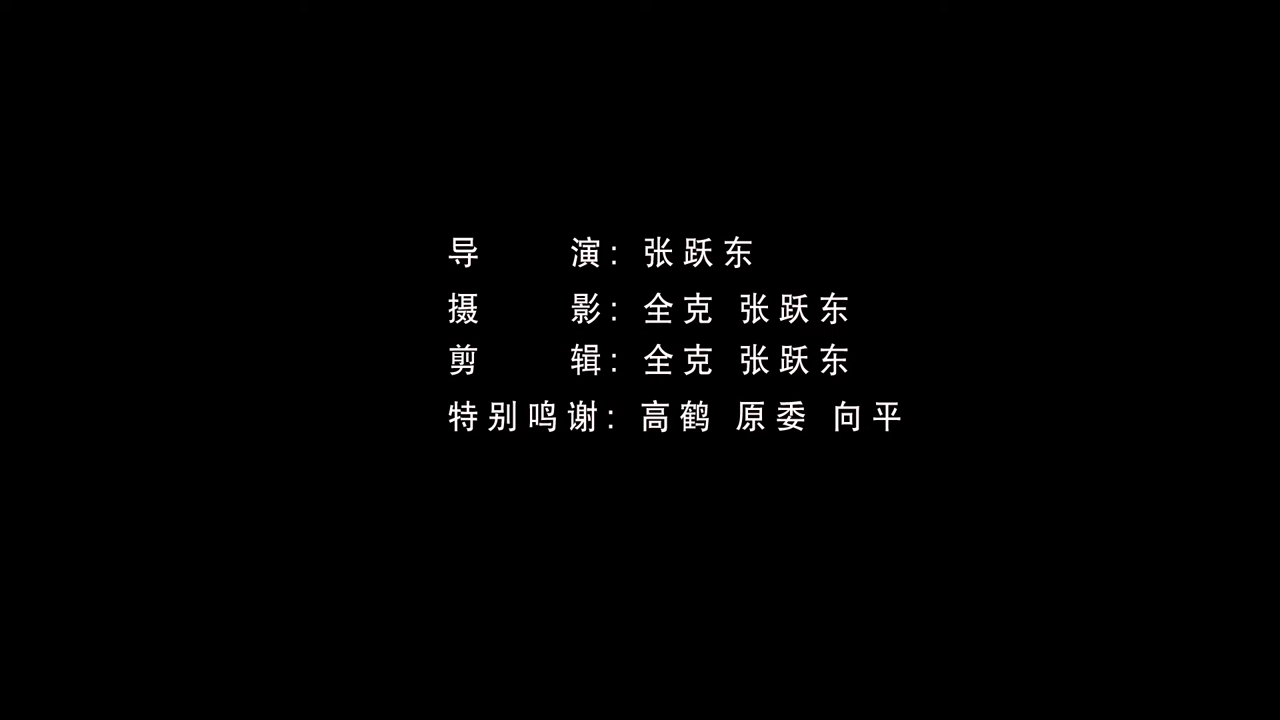 导 演：张跃东
摄 影：全克 张跃东
剪 辑：全克 张跃东
特别鸣谢：高鹤 原委 向平